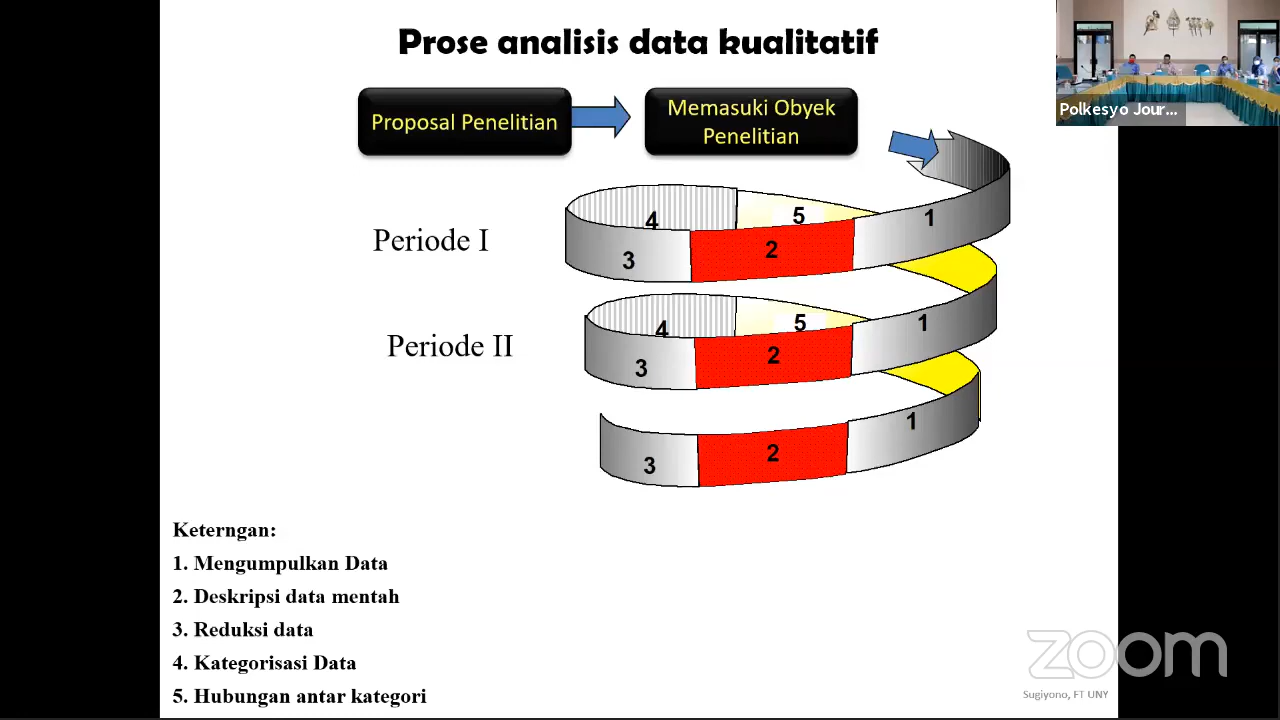 Prose analisis data kualitatif
Polkesyo Jour...
Proposal Penelitian
Memasuki Obyek
Penelitian
Periode I
4
5
1
3
2
Periode II
4
5
1
3
2
1
3
2
Keterngan:
1. Mengumpulkan Data
2. Deskripsi data mentah
3. Reduksi data
4. Kategorisasi Data
5. Hubungan antar kategori
zoom
Sugiyono, FT UNY